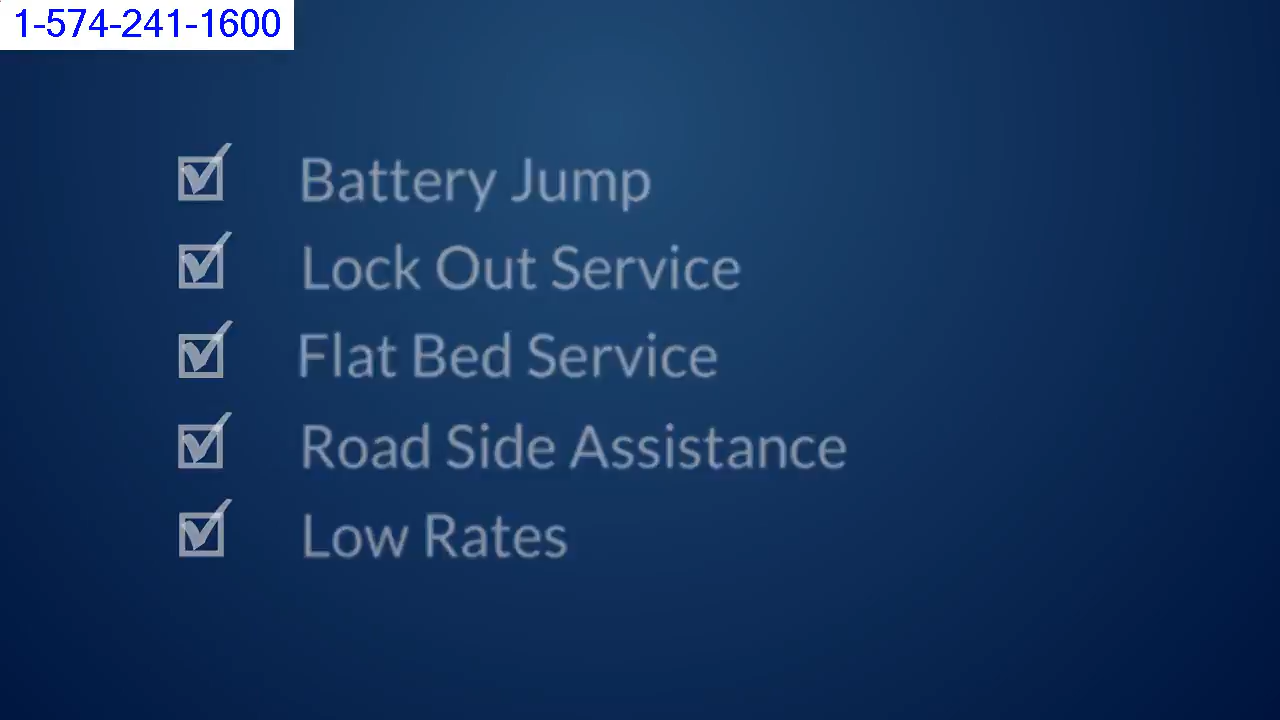 1-574-241-1600
Battery Jump
Lock Out Service
Flat Bed Service
Road Side Assistance
Low Rates